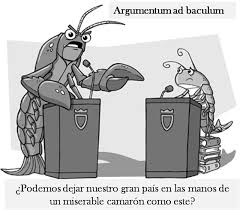 Argumentum ad baculum
¿Podemos dejar nuestro gran país en las manos de
un miserable camarón como este?